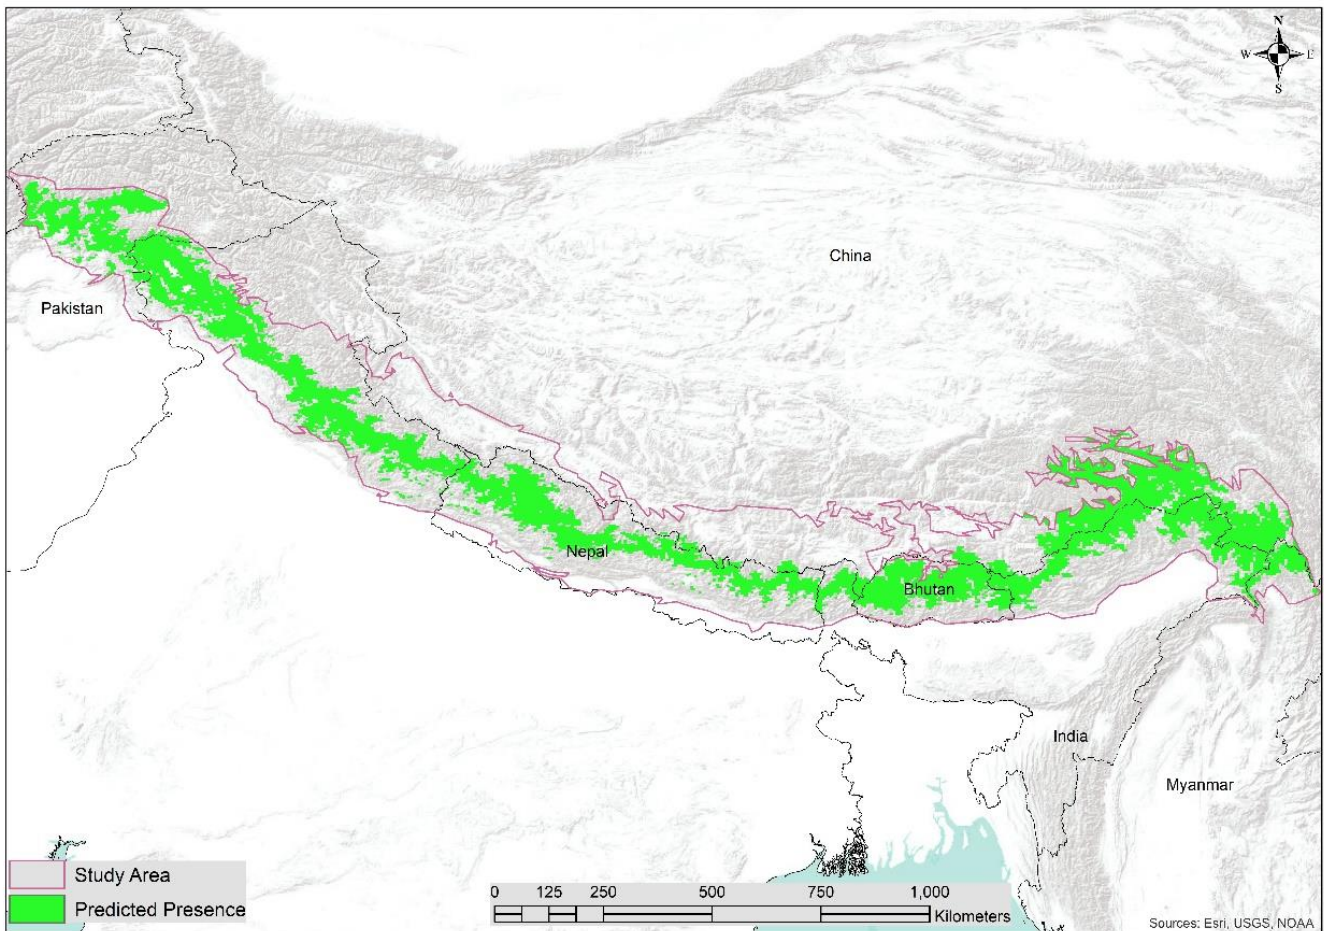 N
W E
S
China
Pakistan
Nepal
Bhutan
India
Myanmar
Study Area
Predicted Presence
0 125 250 500 750 1,000
Kilometers
Sources: Esri, USGS, NOAA